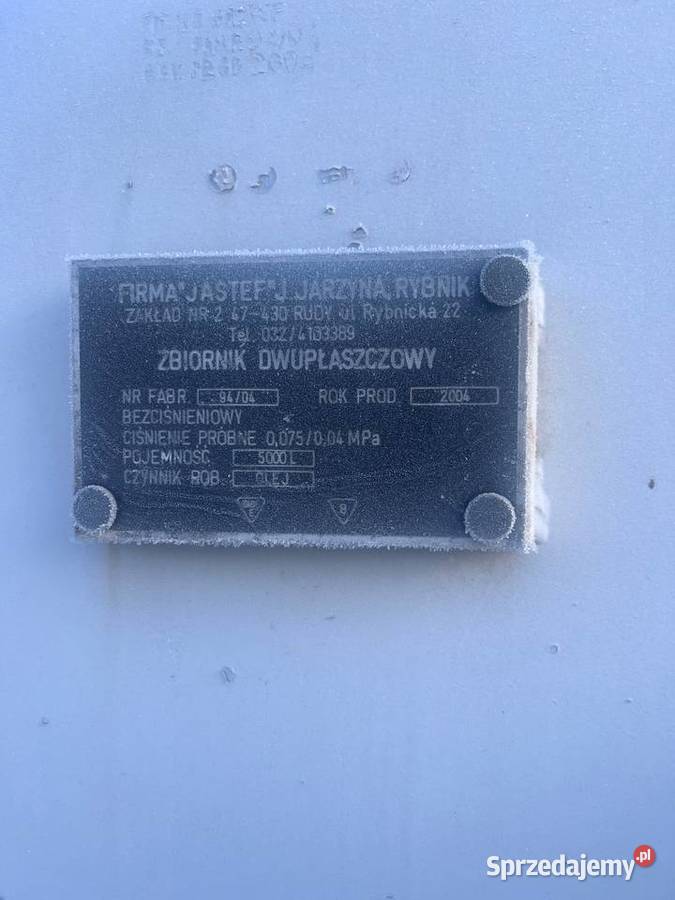 FIRMA "JASTEF" J. JARZYNA, RYBNIK
ZAKŁAD NR 2 47-430 RUDY ul Rybnicka 22
Tel. 032/4103389
ZBIORNIK DWUPŁASZCZOWY
NR FABR. 94/04 ROK PROD. 2004
BEZCIŚNIENIOWY
CIŚNIENIE PRÓBNE 0,075/0,04 MPa
POJEMNOŚĆ 5000 L
CZYNNIK ROB. OLEJ
8
Sprzedajemy.pl